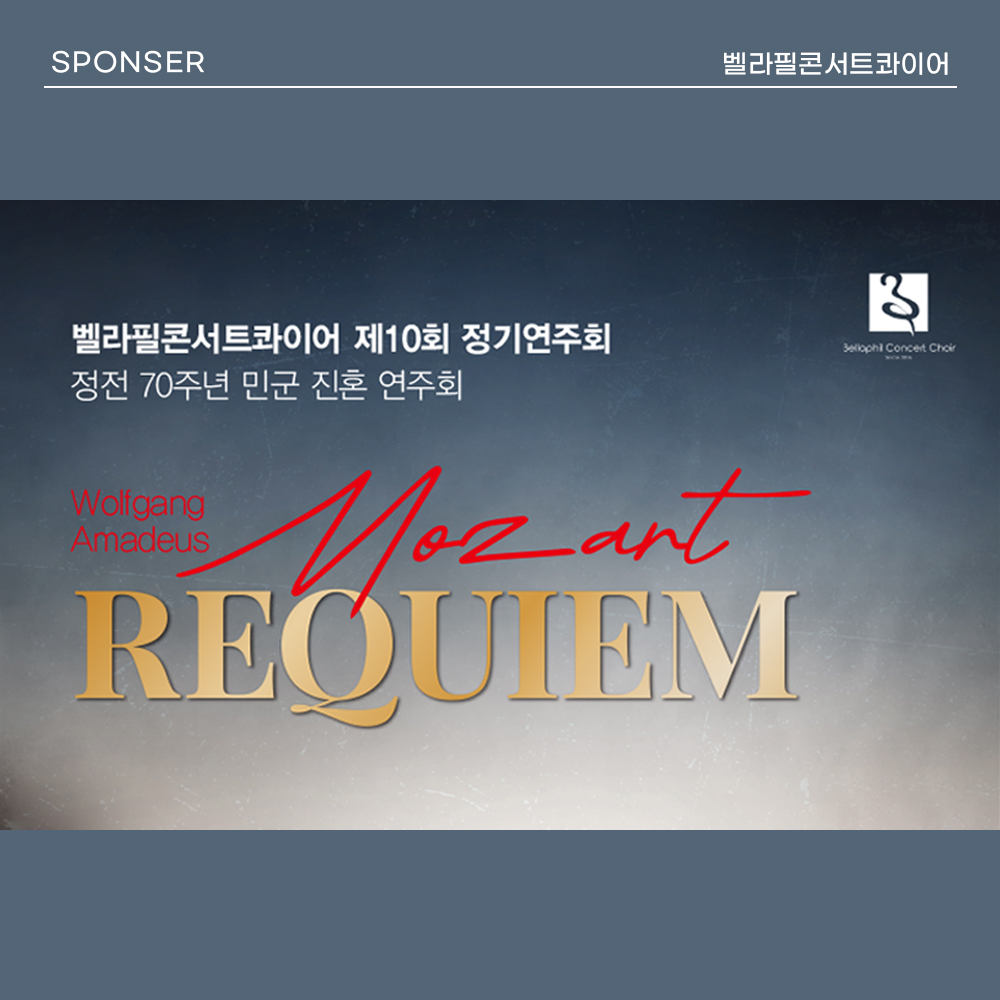 SPONSER
벨라필콘서트콰이어
벨라필콘서트콰이어 제10회 정기연주회
정전 70주년 민군 진혼 연주회
Bellaphil Concert Choir
Wolfgang
Amadeus
Mozart
REQUIEM